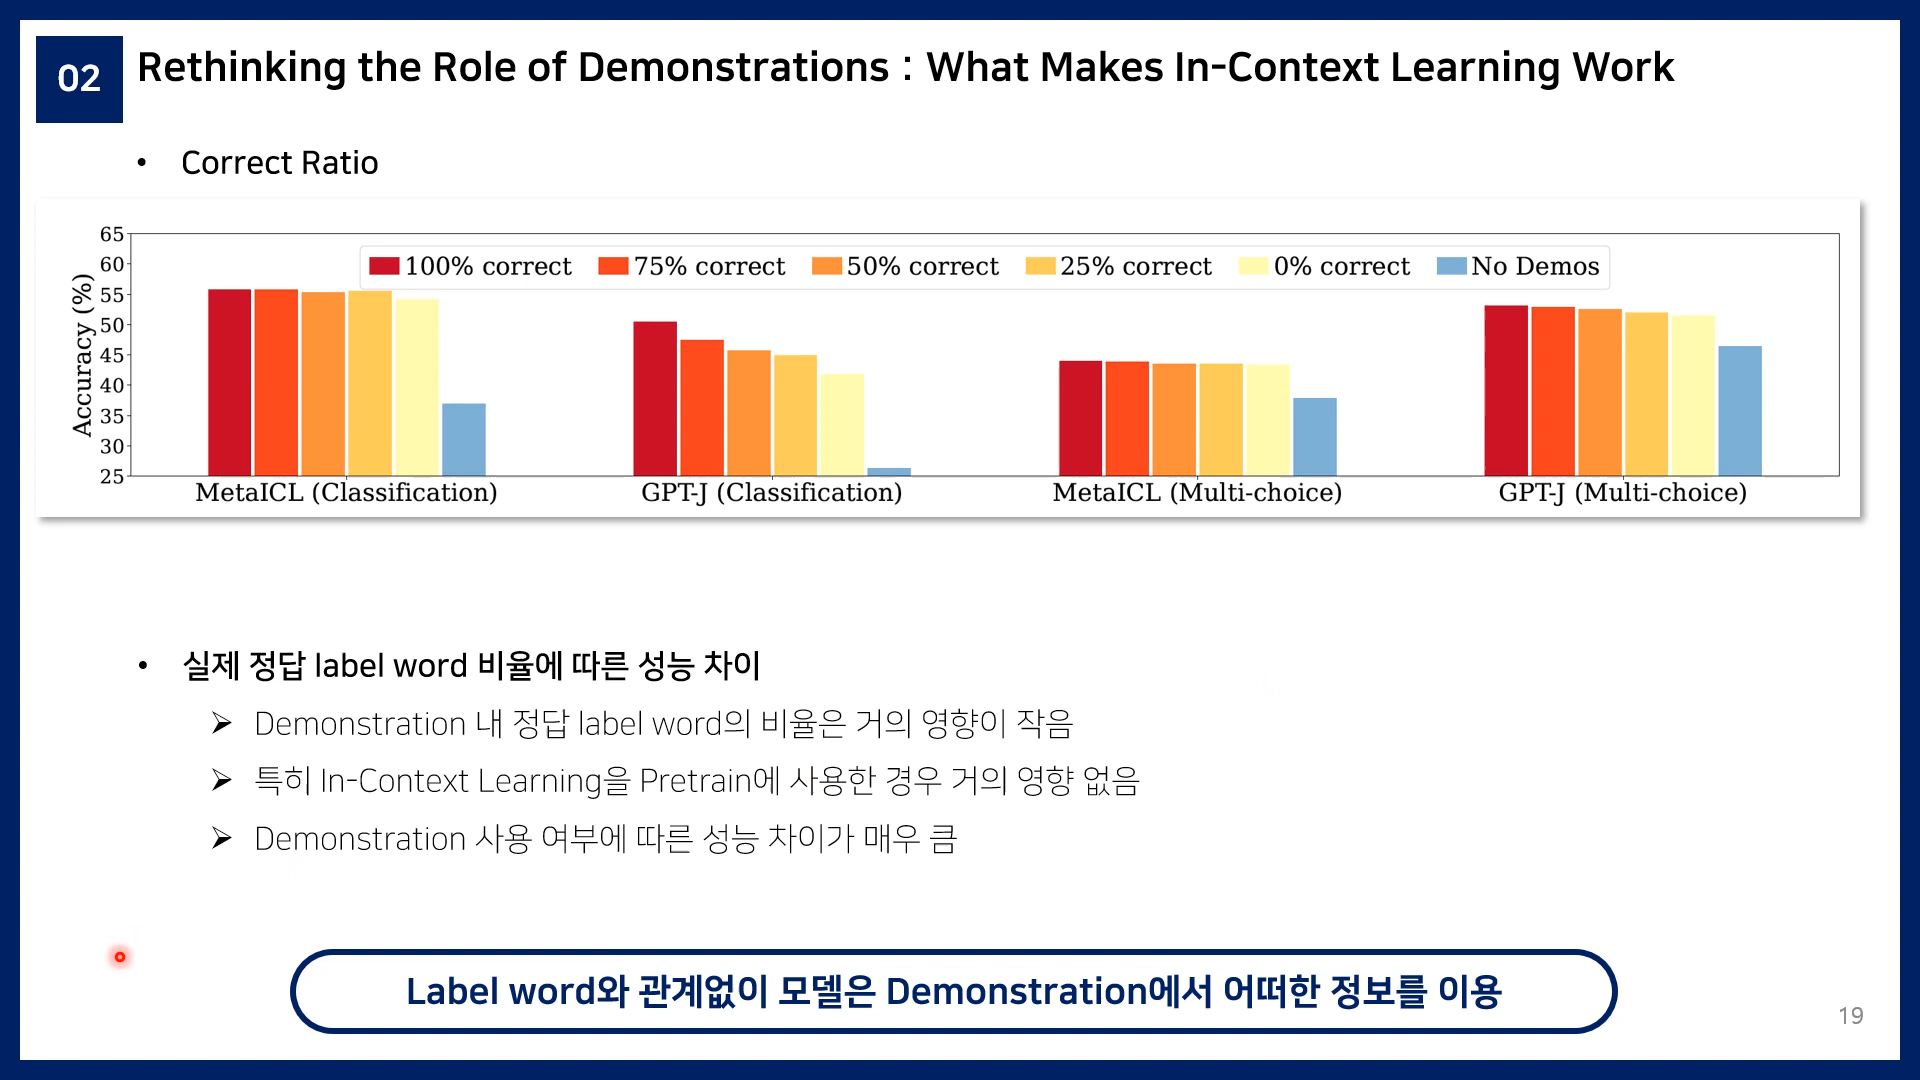 02
Rethinking the Role of Demonstrations : What Makes In-Context Learning Work
• Correct Ratio
100% correct 75% correct 50% correct 25% correct 0% correct No Demos
Accuracy (%)
65
60
55
50
45
40
35
30
25
MetaICL (Classification) GPT-J (Classification) MetaICL (Multi-choice) GPT-J (Multi-choice)
• 실제 정답 label word 비율에 따른 성능 차이
➢ Demonstration 내 정답 label word의 비율은 거의 영향이 작음
➢ 특히 In-Context Learning을 Pretrain에 사용한 경우 거의 영향 없음
➢ Demonstration 사용 여부에 따른 성능 차이가 매우 큼
Label word와 관계없이 모델은 Demonstration에서 어떠한 정보를 이용
19